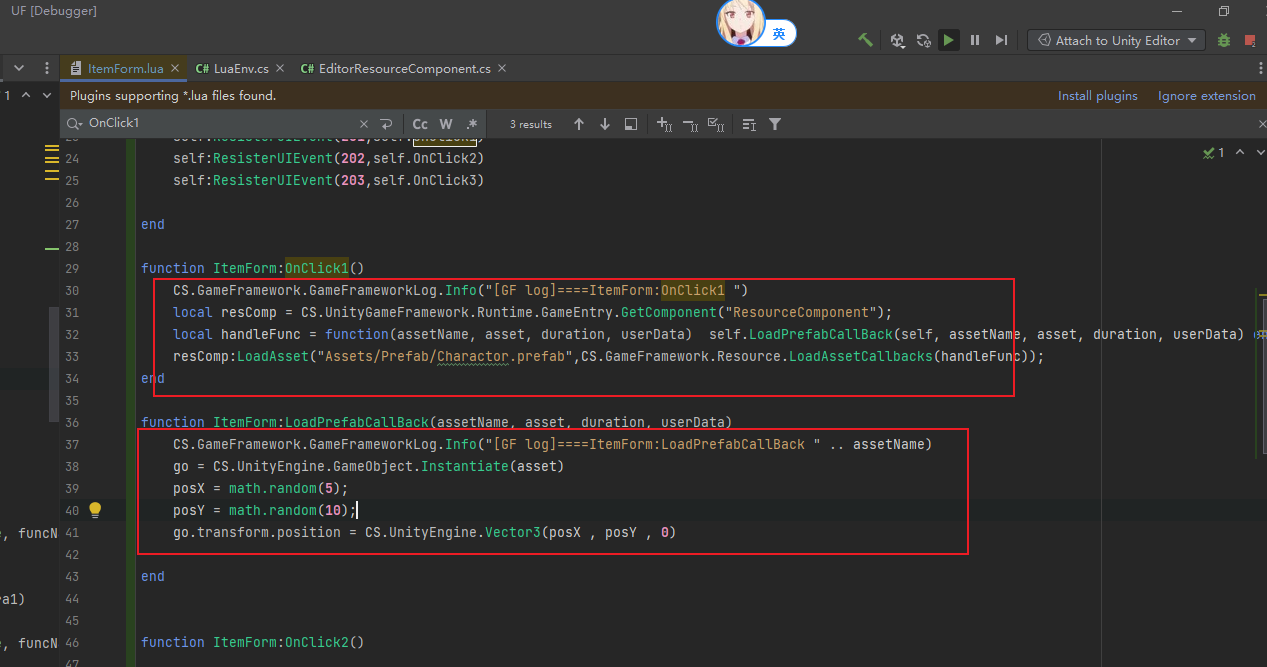 UF [Debugger]
英
Attach to Unity Editor
ItemForm.lua
C# LuaEnv.cs
C# EditorResourceComponent.cs
1
Plugins supporting *.lua files found.
Install plugins
Ignore extension
OnClick1
Cc
W
.*
3 results
24 self:ResisterUIEvent(202,self.OnClick2)
1
25 self:ResisterUIEvent(203,self.OnClick3)
26
27 end
28
29 function ItemForm:OnClick1()
30 CS.GameFramework.GameFrameworkLog.Info("[GF log]====ItemForm:OnClick1 ")
31 local resComp = CS.UnityGameFramework.Runtime.GameEntry.GetComponent("ResourceComponent");
32 local handleFunc = function(assetName, asset, duration, userData) self.LoadPrefabCallBack(self, assetName, asset, duration, userData)
33 resComp:LoadAsset("Assets/Prefab/Charactor.prefab",CS.GameFramework.Resource.LoadAssetCallbacks(handleFunc));
34 end
35
36 function ItemForm:LoadPrefabCallBack(assetName, asset, duration, userData)
37 CS.GameFramework.GameFrameworkLog.Info("[GF log]====ItemForm:LoadPrefabCallBack " .. assetName)
38 go = CS.UnityEngine.GameObject.Instantiate(asset)
39 posX = math.random(5);
40 posY = math.random(10);
, funcN 41 go.transform.position = CS.UnityEngine.Vector3(posX , posY , 0)
42
43 end
ra1) 44
45
, funcN 46 function ItemForm:OnClick2()
47